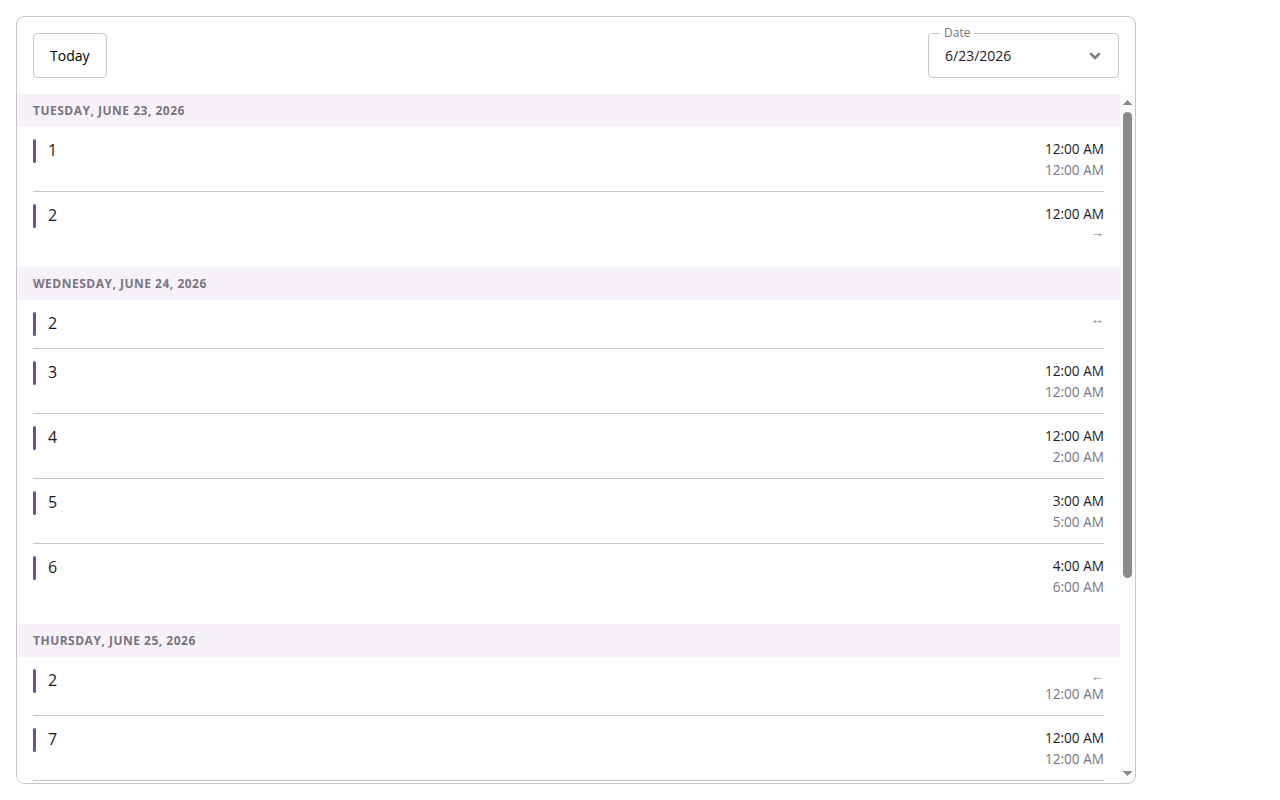 Today
Date
6/23/2026
TUESDAY, JUNE 23, 2026
1
12:00 AM
12:00 AM
2
12:00 AM
→
WEDNESDAY, JUNE 24, 2026
2
↔
3
12:00 AM
12:00 AM
4
12:00 AM
2:00 AM
5
3:00 AM
5:00 AM
6
4:00 AM
6:00 AM
THURSDAY, JUNE 25, 2026
2
←
12:00 AM
7
12:00 AM
12:00 AM